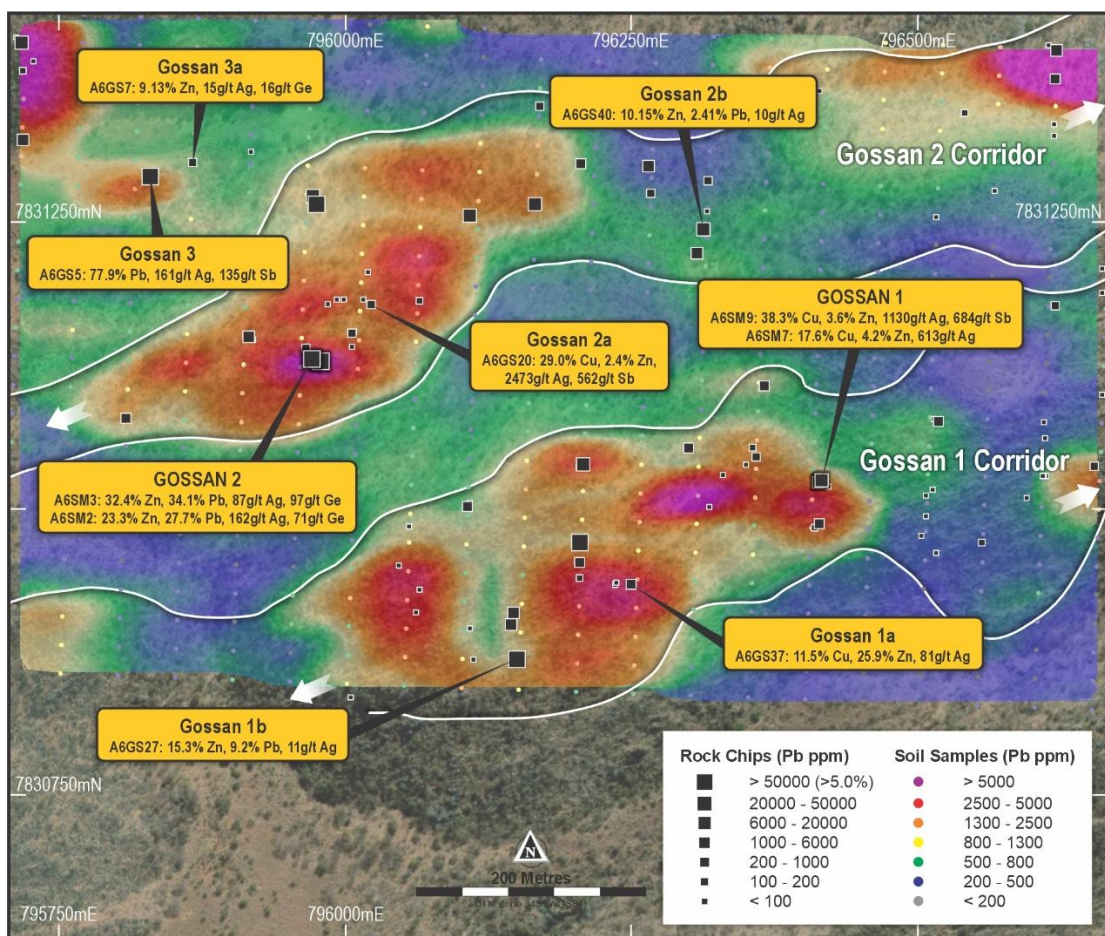 796000mE
796250mE
796500mE
Gossan 3a
A6GS7: 9.13% Zn, 15g/t Ag, 16g/t Ge
Gossan 2b
A6GS40: 10.15% Zn, 2.41% Pb, 10g/t Ag
Gossan 2 Corridor
7831250mN
7831250mN
Gossan 3
A6GS5: 77.9% Pb, 161g/t Ag, 135g/t Sb
GOSSAN 1
A6SM9: 38.3% Cu, 3.6% Zn, 1130g/t Ag, 684g/t Sb
A6SM7: 17.6% Cu, 4.2% Zn, 613g/t Ag
Gossan 2a
A6GS20: 29.0% Cu, 2.4% Zn,
2473g/t Ag, 562g/t Sb
Gossan 1 Corridor
GOSSAN 2
A6SM3: 32.4% Zn, 34.1% Pb, 87g/t Ag, 97g/t Ge
A6SM2: 23.3% Zn, 27.7% Pb, 162g/t Ag, 71g/t Ge
Gossan 1a
A6GS37: 11.5% Cu, 25.9% Zn, 81g/t Ag
Gossan 1b
A6GS27: 15.3% Zn, 9.2% Pb, 11g/t Ag
7830750mN
Rock Chips (Pb ppm)
> 50000 (>5.0%)
20000 - 50000
6000 - 20000
1000 - 6000
200 - 1000
100 - 200
< 100
Soil Samples (Pb ppm)
> 5000
2500 - 5000
1300 - 2500
800 - 1300
500 - 800
200 - 500
< 200
N
200 Metres
795750mE
796000mE
796250mE